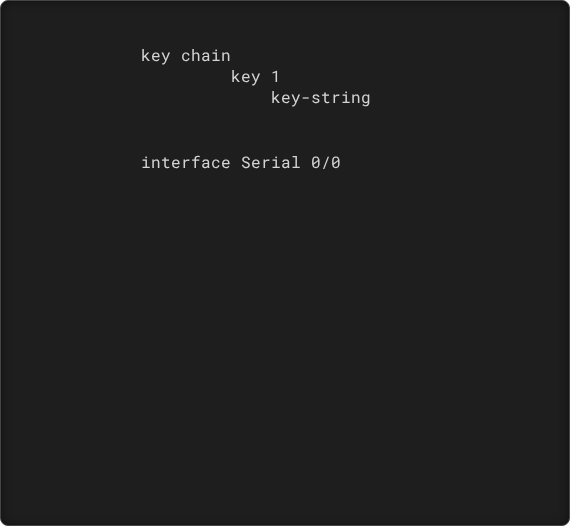 key chain
key 1
key-string
interface Serial 0/0